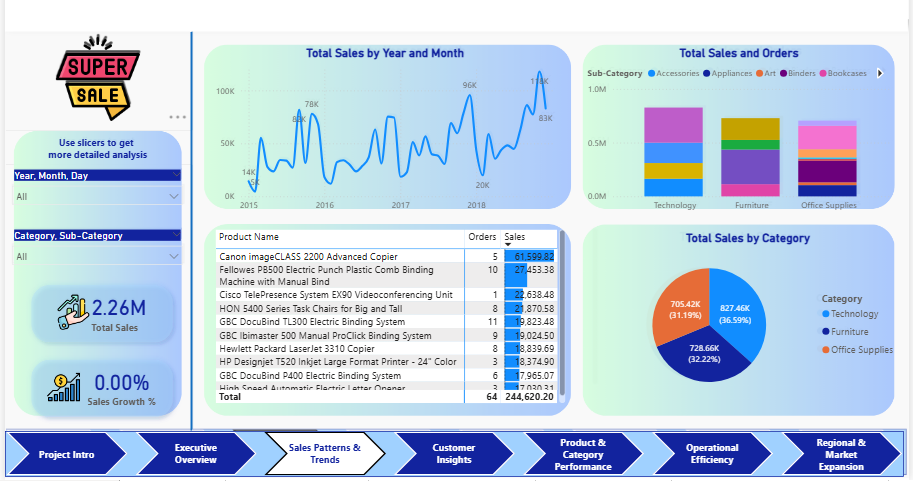 SUPER
SALE
Use slicers to get
more detailed analysis
Year, Month, Day
All
Category, Sub-Category
All
2.26M
Total Sales
0.00%
Sales Growth %
Total Sales by Year and Month
100K
50K
0K
14K
78K
96K
20K
83K
2015
2016
2017
2018
Total Sales and Orders
Sub-Category
Accessories
Appliances
Art
Binders
Bookcases
1.0M
0.5M
0.0M
Technology
Furniture
Office Supplies
Product Name Orders Sales
Canon imageCLASS 2200 Advanced Copier 5 61,599.82
Fellowes PB500 Electric Punch Plastic Comb Binding 10 27,453.38
Machine with Manual Bind
Cisco TelePresence System EX90 Videoconferencing Unit 1 22,638.48
HON 5400 Series Task Chairs for Big and Tall 8 21,870.58
GBC DocuBind TL300 Electric Binding System 11 19,823.48
GBC Ibimaster 500 Manual ProClick Binding System 9 19,024.50
Hewlett Packard LaserJet 3310 Copier 8 18,839.69
HP Designjet T520 Inkjet Large Format Printer - 24" Color 3 18,374.90
GBC DocuBind P400 Electric Binding System 6 17,965.07
High Speed Automatic Electric Letter Opener 3 17,030.31
Total 64 244,620.20
Total Sales by Category
705.42K
(31.19%)
827.46K
(36.59%)
728.66K
(32.22%)
Category
Technology
Furniture
Office Supplies
Project Intro
Executive
Overview
Sales Patterns &
Trends
Customer
Insights
Product &
Category
Performance
Operational
Efficiency
Regional &
Market
Expansion